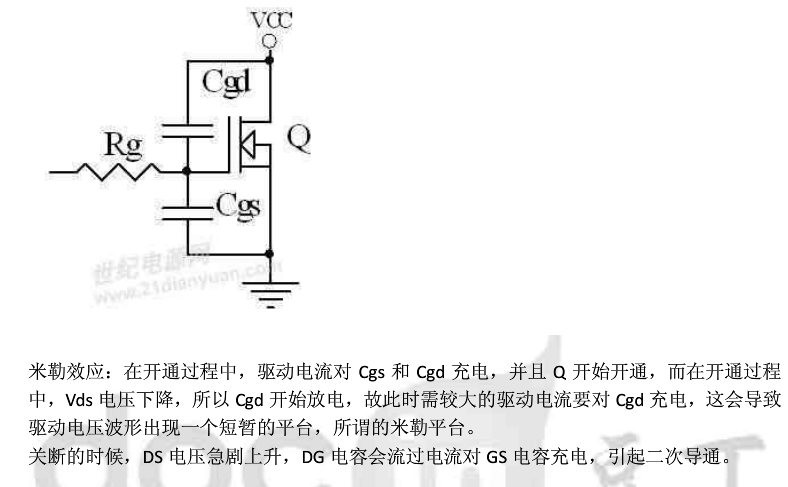 VCC
Cgd
Rg
Q
Cgs
世纪电源网
www.21dianyuan.com
米勒效应：在开通过程中，驱动电流对 Cgs 和 Cgd 充电，并且 Q 开始开通，而在开通过程
中，Vds 电压下降，所以 Cgd 开始放电，故此时需较大的驱动电流要对 Cgd 充电，这会导致
驱动电压波形出现一个短暂的平台，所谓的米勒平台。
关断的时候，DS 电压急剧上升，DG 电容会流过电流对 GS 电容充电，引起二次导通。